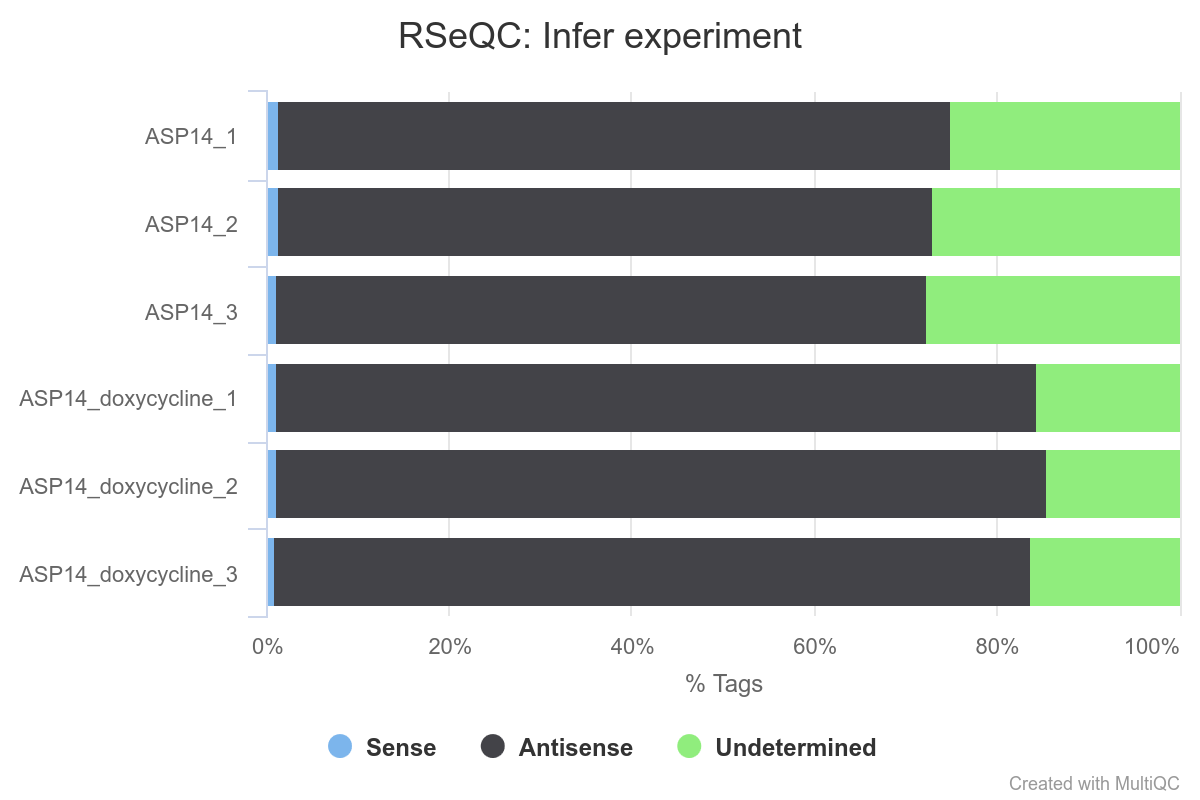 RSeQC: Infer experiment
ASP14_1
ASP14_2
ASP14_3
ASP14_doxycycline_1
ASP14_doxycycline_2
ASP14_doxycycline_3
0% 20% 40% 60% 80% 100%
% Tags
Sense Antisense Undetermined
Created with MultiQC